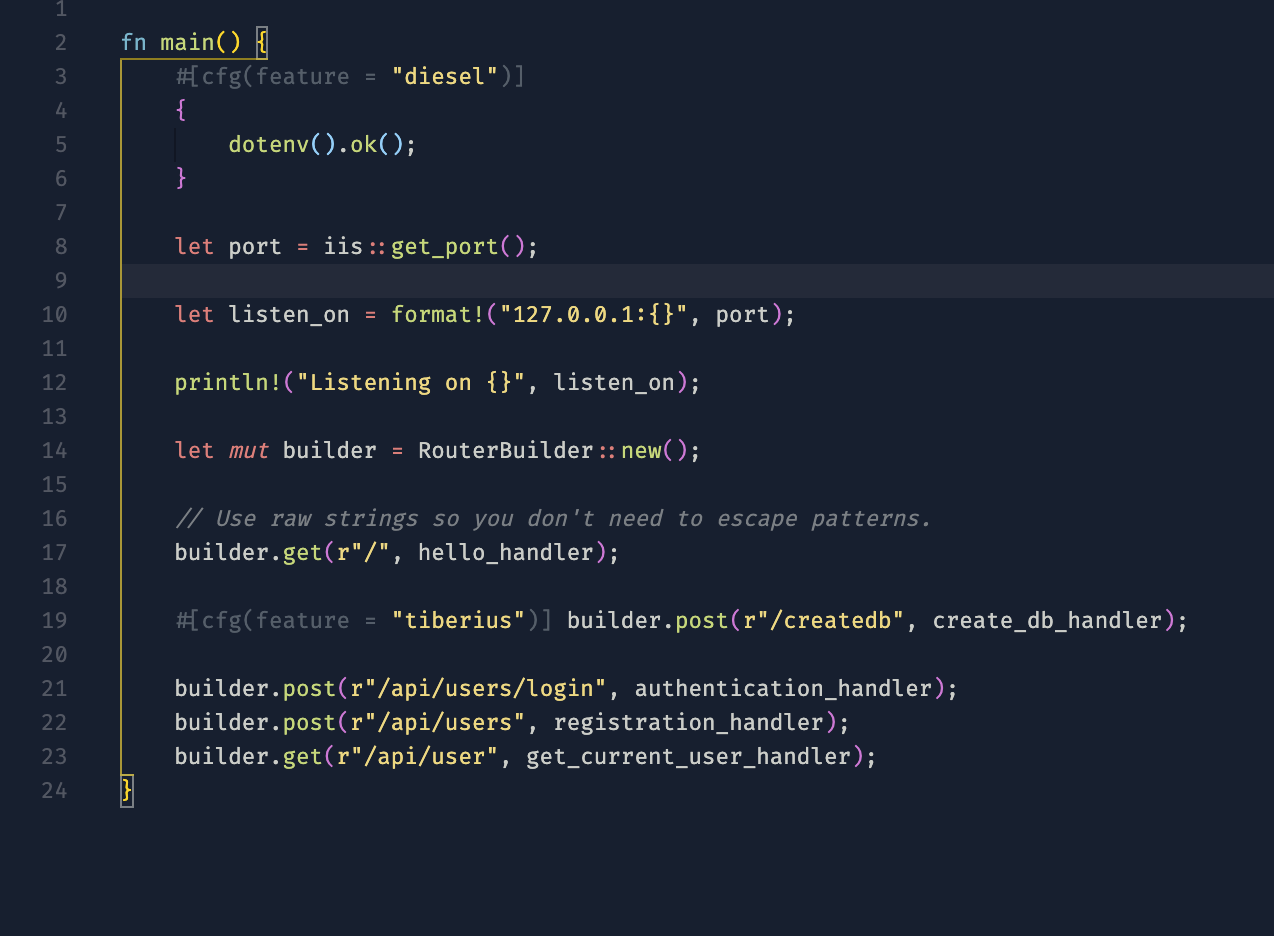 1
2 fn main() {
3 #[cfg(feature = "diesel")]
4 {
5 dotenv().ok();
6 }
7
8 let port = iis::get_port();
9
10 let listen_on = format!("127.0.0.1:{}", port);
11
12 println!("Listening on {}", listen_on);
13
14 let mut builder = RouterBuilder::new();
15
16 // Use raw strings so you don't need to escape patterns.
17 builder.get(r"/", hello_handler);
18
19 #[cfg(feature = "tiberius")] builder.post(r"/createdb", create_db_handler);
20
21 builder.post(r"/api/users/login", authentication_handler);
22 builder.post(r"/api/users", registration_handler);
23 builder.get(r"/api/user", get_current_user_handler);
24 }